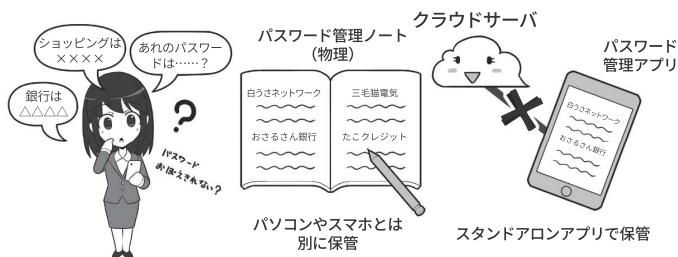 ショッピングは
××××
あれのパスワー
ドは……？
銀行は
△△△△
?
パスワード
おぼえきれない?
パスワード管理ノート
（物理）
白うさネットワーク
三毛猫電気
おさるさん銀行
たこクレジット
パソコンやスマホとは
別に保管
クラウドサーバ
パスワード
管理アプリ
白うさネットワーク
おさるさん銀行
スタンドアロンアプリで保管